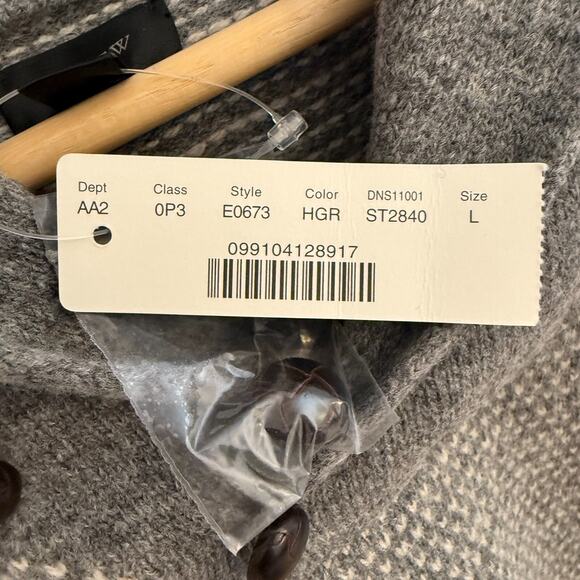 Dept Class Style Color DNS11001 Size
AA2 0P3 E0673 HGR ST2840 L
099104128917